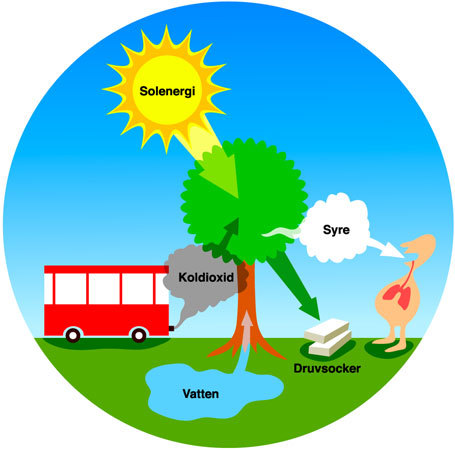 Solenergi
Syre
Koldioxid
Druvsocker
Vatten